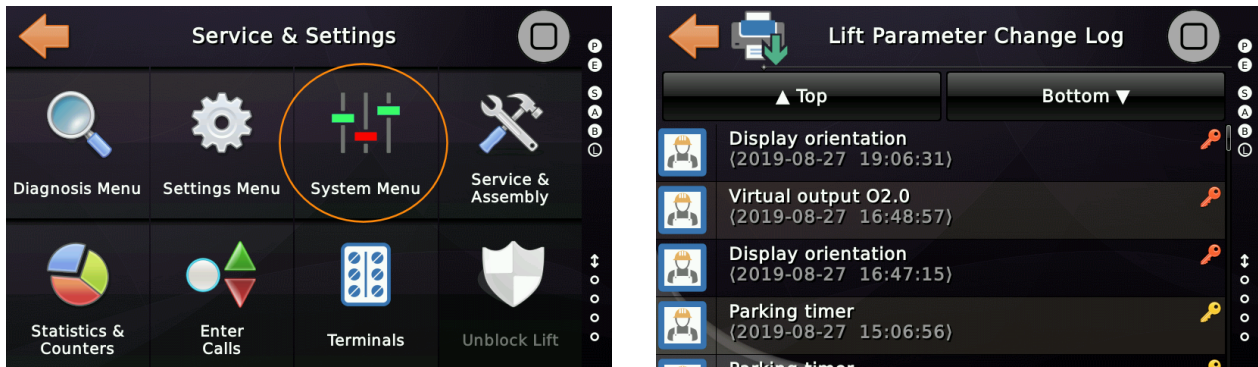 Service & Settings
P
E
S
A
B
L
Diagnosis Menu
Settings Menu
System Menu
Service &
Assembly
Statistics &
Counters
Enter
Calls
Terminals
Unblock Lift
Lift Parameter Change Log
P
E
S
A
B
L
▲ Top
Bottom ▼
Display orientation
(2019-08-27 19:06:31)
Virtual output O2.0
(2019-08-27 16:48:57)
Display orientation
(2019-08-27 16:47:15)
Parking timer
(2019-08-27 15:06:56)
Parking timer